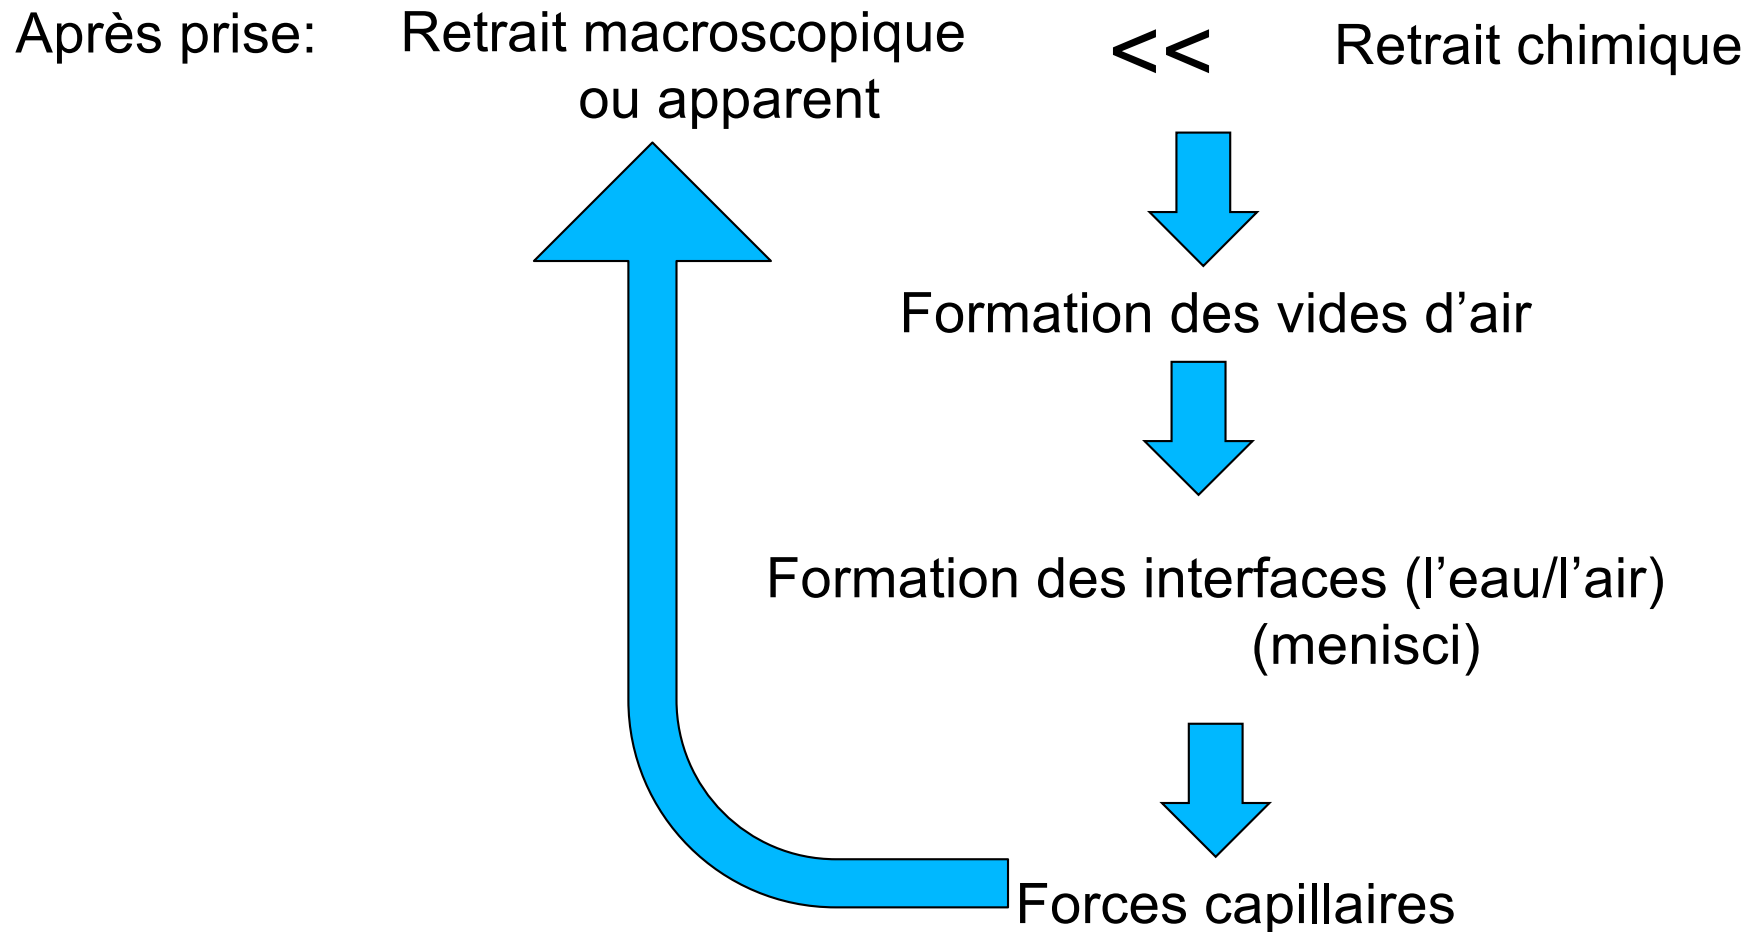 Après prise:
Retrait macroscopique
ou apparent
<<
Retrait chimique
Formation des vides d’air
Formation des interfaces (l’eau/l’air)
(menisci)
Forces capillaires